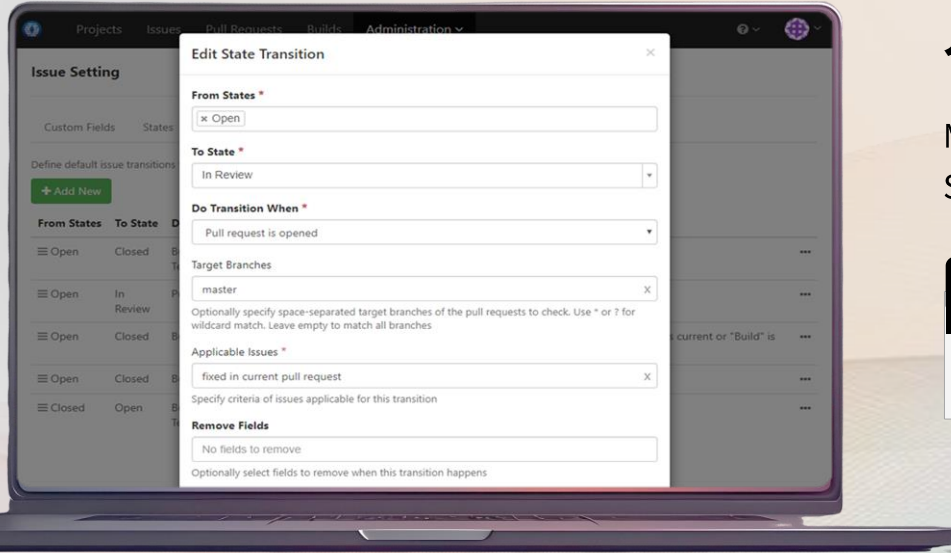 Projects Issues Pull Requests Builds Administration
Issue Setting
Custom Fields States
Define default issue transitions
+ Add New
From States To State D
Open Closed B
Te
Open In Review P
Open Closed B s current or "Build" is
Open Closed B
Closed Open B
Te
Edit State Transition ×
From States *
× Open
To State *
In Review
Do Transition When *
Pull request is opened
Target Branches
master x
Optionally specify space-separated target branches of the pull requests to check. Use * or ? for
wildcard match. Leave empty to match all branches
Applicable Issues *
fixed in current pull request x
Specify criteria of issues applicable for this transition
Remove Fields
No fields to remove
Optionally select fields to remove when this transition happens
M
S